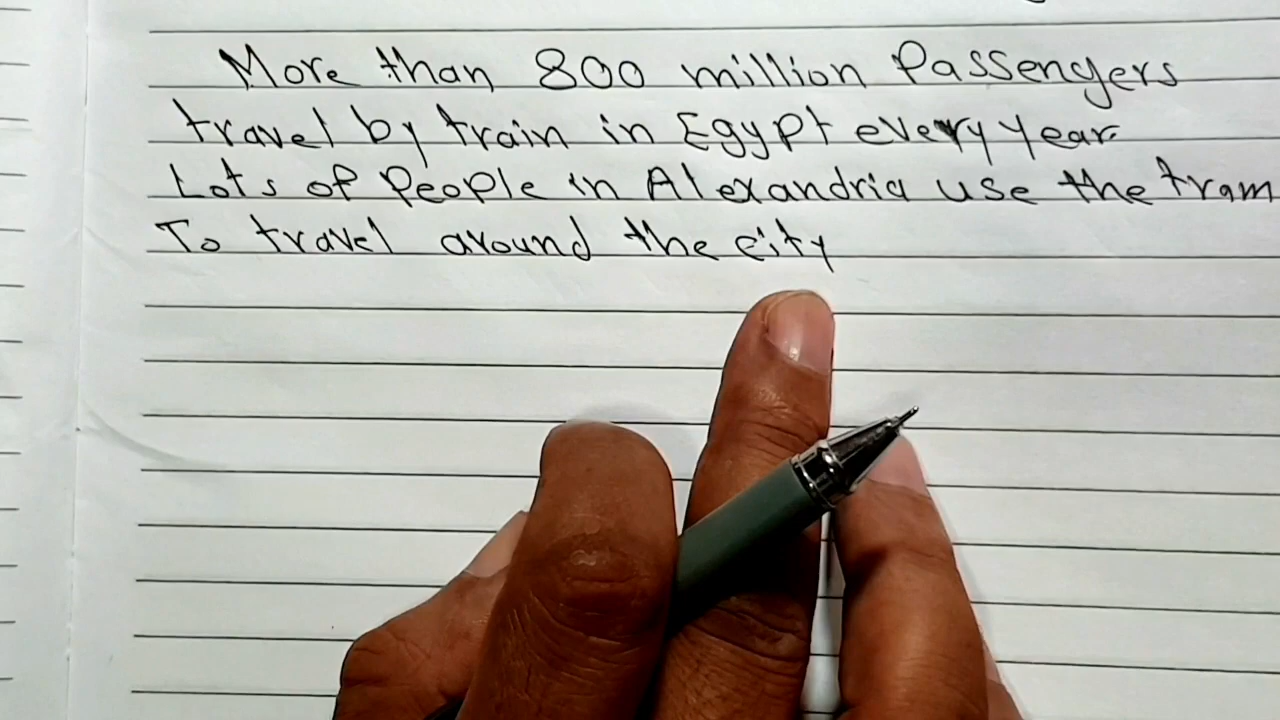 More than 800 million Passengers
travel by train in Egypt every year
Lots of People in Alexandria use the tram
To travel around the city